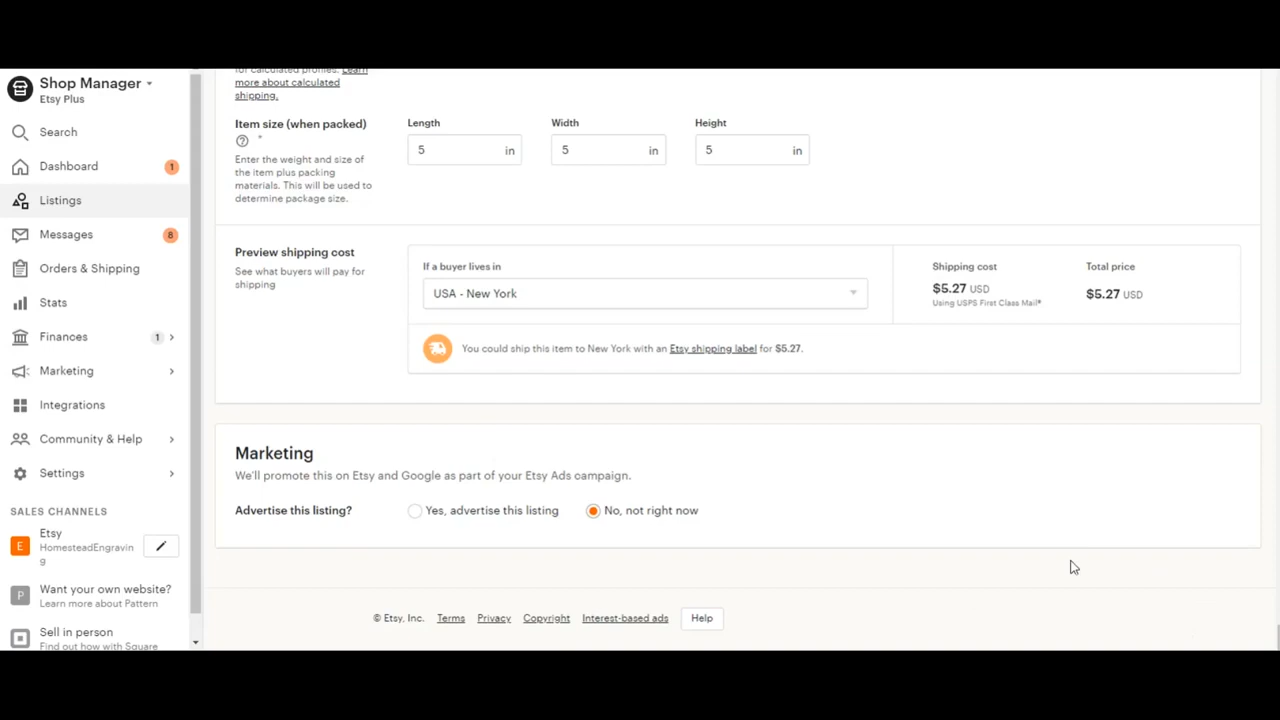 Shop Manager
Etsy Plus
Search
Dashboard 1
Listings
Messages 8
Orders & Shipping
Stats
Finances 1
Marketing
Integrations
Community & Help
Settings
SALES CHANNELS
E
Etsy
HomesteadEngravin
g
P
Want your own website?
Learn more about Pattern
Sell in person
Find out how with Square
for calculated profiles. Learn
more about calculated
shipping.
Item size (when packed)
*
Enter the weight and size of
the item plus packing
materials. This will be used to
determine package size.
Length
5 in
Width
5 in
Height
5 in
Preview shipping cost
See what buyers will pay for
shipping
If a buyer lives in
USA - New York
Shipping cost
$5.27 USD
Using USPS First Class Mail®
Total price
$5.27 USD
You could ship this item to New York with an Etsy shipping label for $5.27.
Marketing
We'll promote this on Etsy and Google as part of your Etsy Ads campaign.
Advertise this listing? Yes, advertise this listing No, not right now
© Etsy, Inc. Terms Privacy Copyright Interest-based ads Help